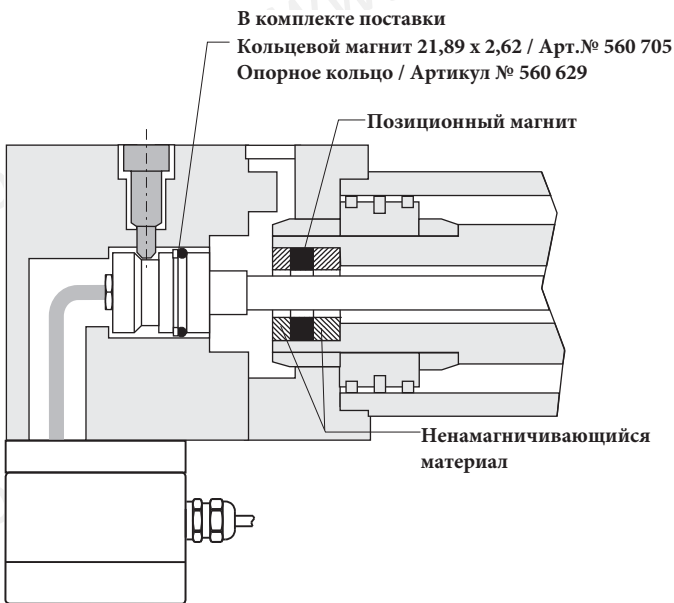 В комплекте поставки
Кольцевой магнит 21,89 x 2,62 / Арт.№ 560 705
Опорное кольцо / Артикул № 560 629
Позиционный магнит
Ненамагничивающийся
материал